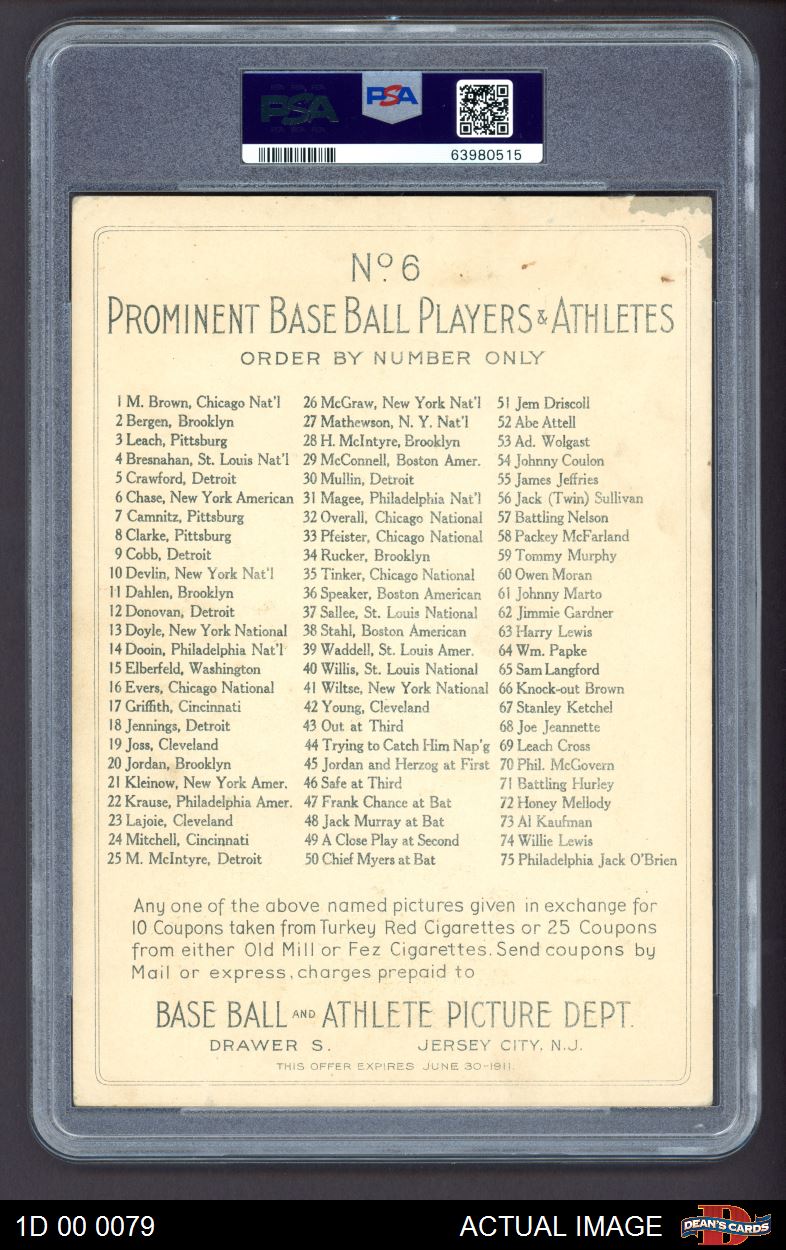 PSA
PSA
63980515
Nº 6
PROMINENT BASE BALL PLAYERS & ATHLETES
ORDER BY NUMBER ONLY
1 M. Brown, Chicago Nat'l
2 Bergen, Brooklyn
3 Leach, Pittsburg
4 Bresnahan, St. Louis Nat'l
5 Crawford, Detroit
6 Chase, New York American
7 Camnitz, Pittsburg
8 Clarke, Pittsburg
9 Cobb, Detroit
10 Devlin, New York Nat'l
11 Dahlen, Brooklyn
12 Donovan, Detroit
13 Doyle, New York National
14 Dooin, Philadelphia Nat'l
15 Elberfeld, Washington
16 Evers, Chicago National
17 Griffith, Cincinnati
18 Jennings, Detroit
19 Joss, Cleveland
20 Jordan, Brooklyn
21 Kleinow, New York Amer.
22 Krause, Philadelphia Amer.
23 Lajoie, Cleveland
24 Mitchell, Cincinnati
25 M. McIntyre, Detroit
26 McGraw, New York Nat'l
27 Mathewson, N. Y. Nat'l
28 H. McIntyre, Brooklyn
29 McConnell, Boston Amer.
30 Mullin, Detroit
31 Magee, Philadelphia Nat'l
32 Overall, Chicago National
33 Pfeister, Chicago National
34 Rucker, Brooklyn
35 Tinker, Chicago National
36 Speaker, Boston American
37 Sallee, St. Louis National
38 Stahl, Boston American
39 Waddell, St. Louis Amer.
40 Willis, St. Louis National
41 Wiltse, New York National
42 Young, Cleveland
43 Out at Third
44 Trying to Catch Him Nap'g
45 Jordan and Herzog at First
46 Safe at Third
47 Frank Chance at Bat
48 Jack Murray at Bat
49 A Close Play at Second
50 Chief Myers at Bat
51 Jem Driscoll
52 Abe Attell
53 Ad. Wolgast
54 Johnny Coulon
55 James Jeffries
56 Jack (Twin) Sullivan
57 Battling Nelson
58 Packey McFarland
59 Tommy Murphy
60 Owen Moran
61 Johnny Marto
62 Jimmie Gardner
63 Harry Lewis
64 Wm. Papke
65 Sam Langford
66 Knock-out Brown
67 Stanley Ketchel
68 Joe Jeannette
69 Leach Cross
70 Phil. McGovern
71 Battling Hurley
72 Honey Mellody
73 Al Kaufman
74 Willie Lewis
75 Philadelphia Jack O'Brien
Any one of the above named pictures given in exchange for
10 Coupons taken from Turkey Red Cigarettes or 25 Coupons
from either Old Mill or Fez Cigarettes. Send coupons by
Mail or express, charges prepaid to
BASE BALL AND ATHLETE PICTURE DEPT.
DRAWER S. JERSEY CITY, N.J.
THIS OFFER EXPIRES JUNE 30-1911.
1D 00 0079 ACTUAL IMAGE DEAN'S CARDS